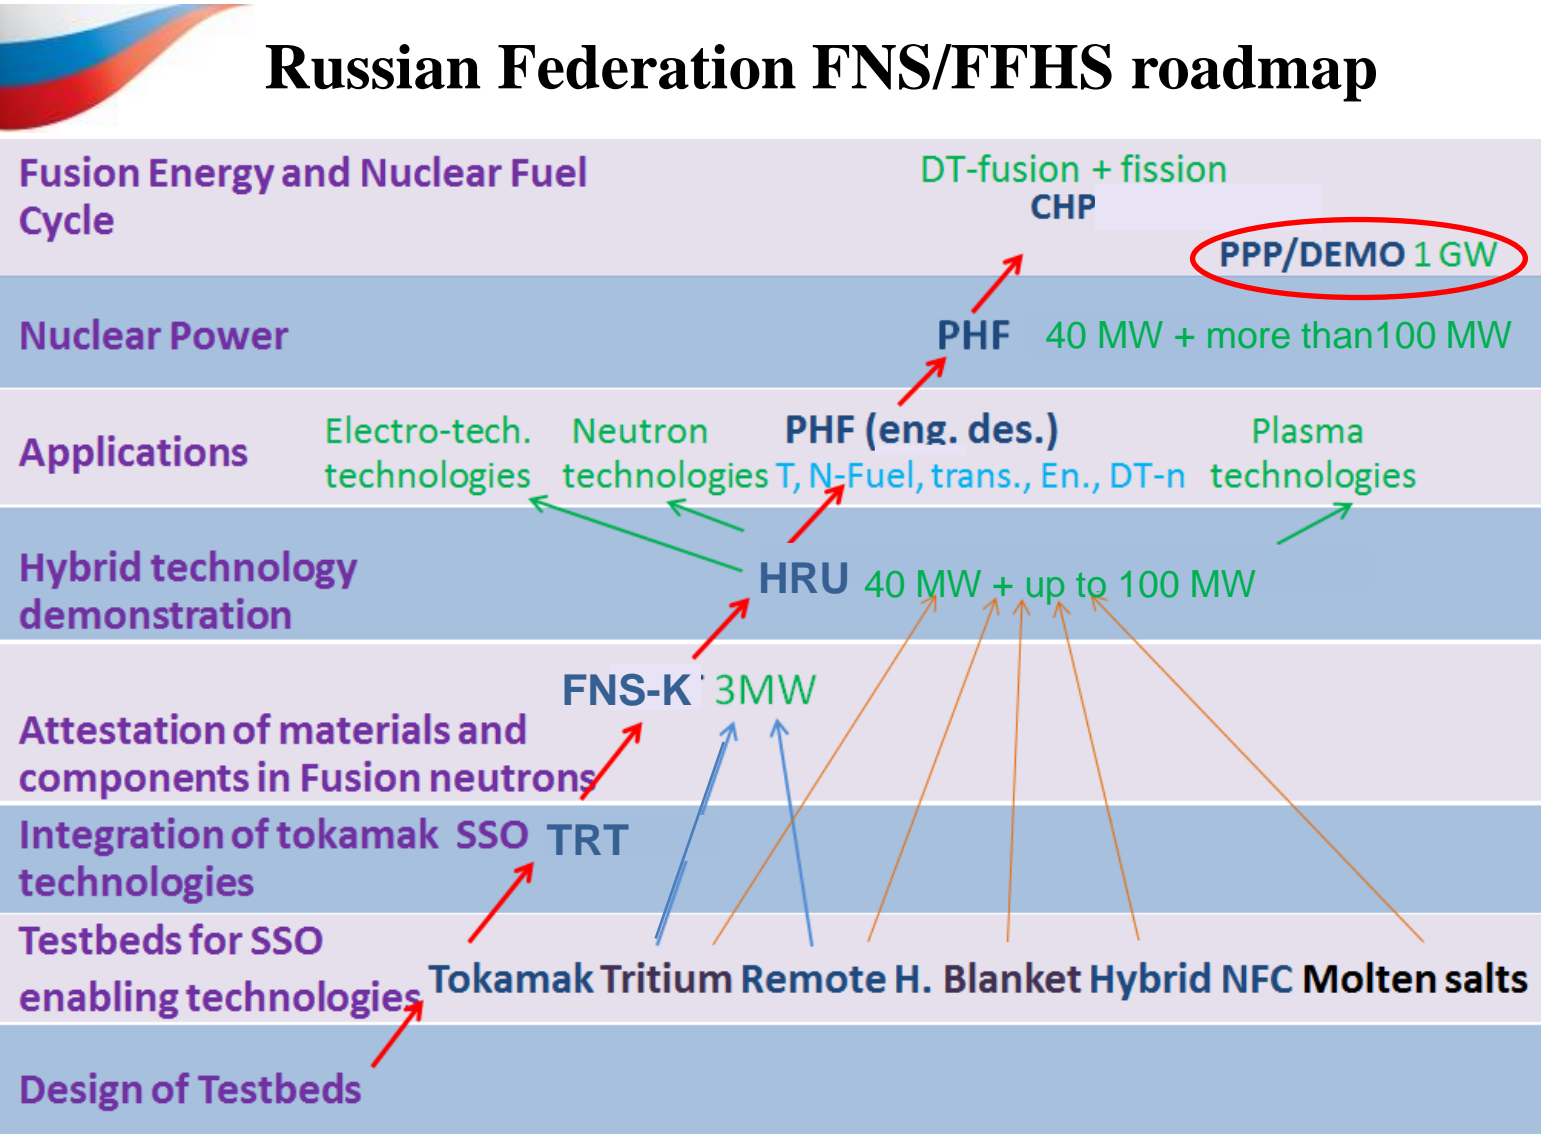 Russian Federation FNS/FFHS roadmap
Fusion Energy and Nuclear Fuel
Cycle
DT-fusion + fission
CHP
PPP/DEMO 1 GW
Nuclear Power
PHF 40 MW + more than100 MW
Applications
Electro-tech.
technologies
Neutron
technologies
PHF (eng. des.)
T, N-Fuel, trans., En., DT-n
Plasma
technologies
Hybrid technology
demonstration
HRU 40 MW + up to 100 MW
FNS-K 3MW
Attestation of materials and
components in Fusion neutrons
Integration of tokamak SSO
technologies
TRT
Testbeds for SSO
enabling technologies
Tokamak Tritium Remote H. Blanket Hybrid NFC Molten salts
Design of Testbeds